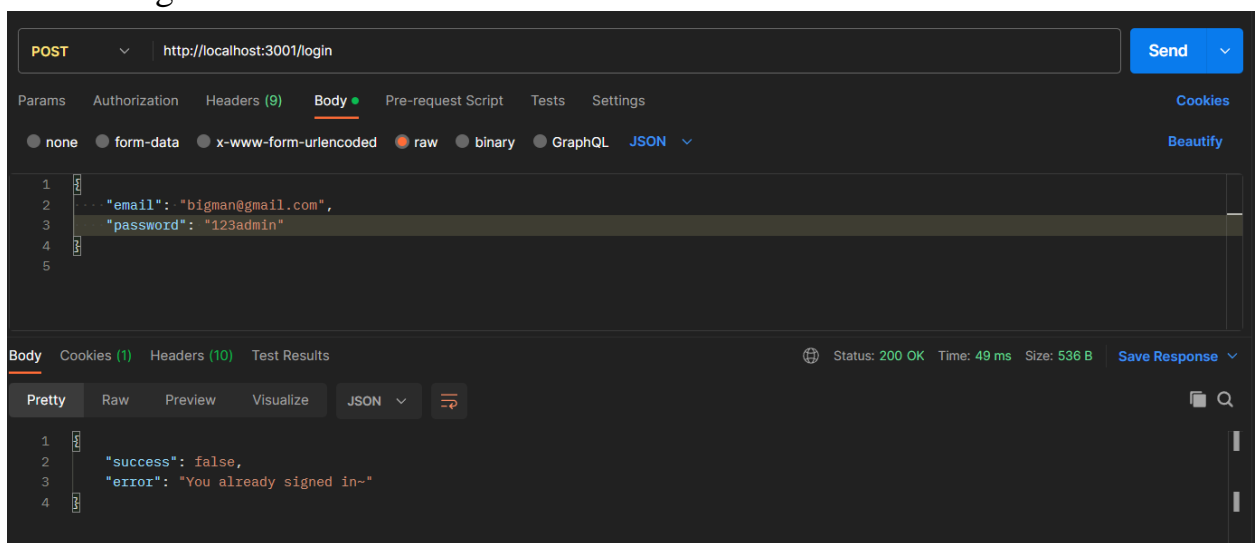 POST http://localhost:3001/login Send
Params Authorization Headers (9) Body Pre-request Script Tests Settings Cookies
none form-data x-www-form-urlencoded raw binary GraphQL JSON Beautify
1 {
2 ····"email":·"bigman@gmail.com",
3 "password": "123admin"
4 }
5
Body Cookies (1) Headers (10) Test Results Status: 200 OK Time: 49 ms Size: 536 B Save Response
Pretty Raw Preview Visualize JSON
1 {
2 "success": false,
3 "error": "You already signed in~"
4 }